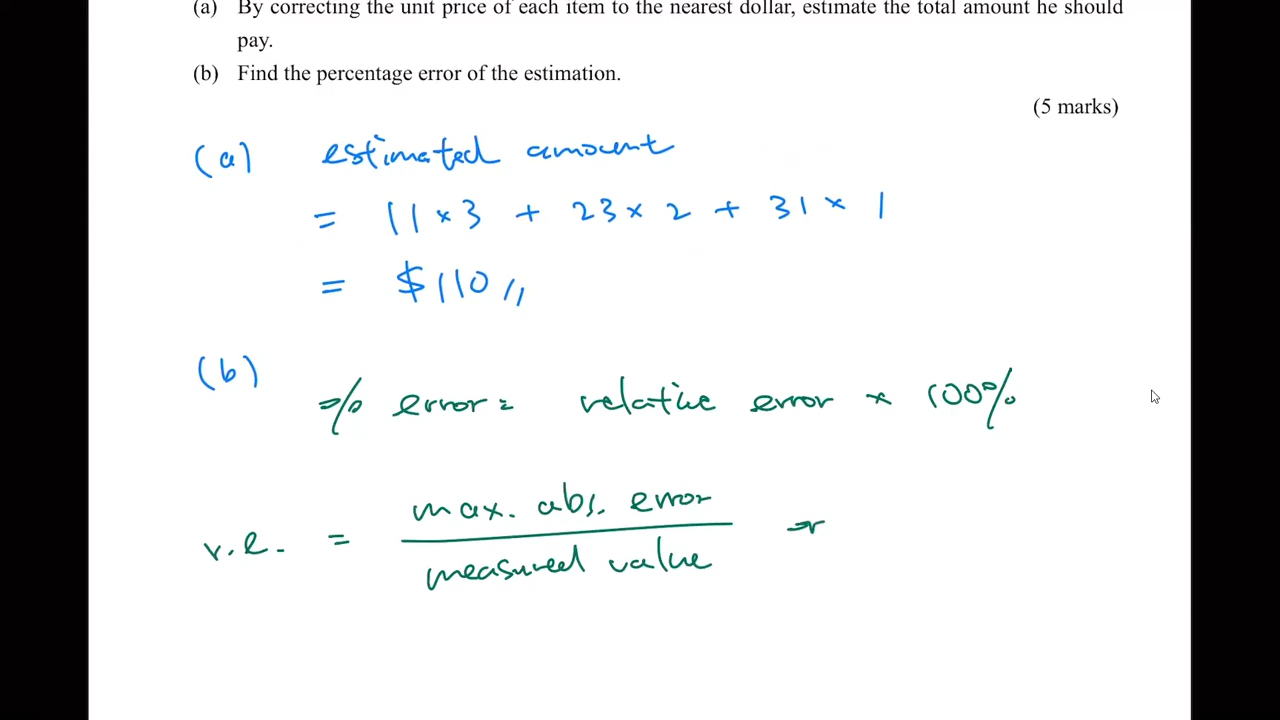 (a) By correcting the unit price of each item to the nearest dollar, estimate the total amount he should
pay.
(b) Find the percentage error of the estimation.
(5 marks)
(a) estimated amount
= 11 × 3 + 23 × 2 + 31 × 1
= $110 //
(b)
% error = relative error × 100%
r.e. = max. abs. error / measured value or